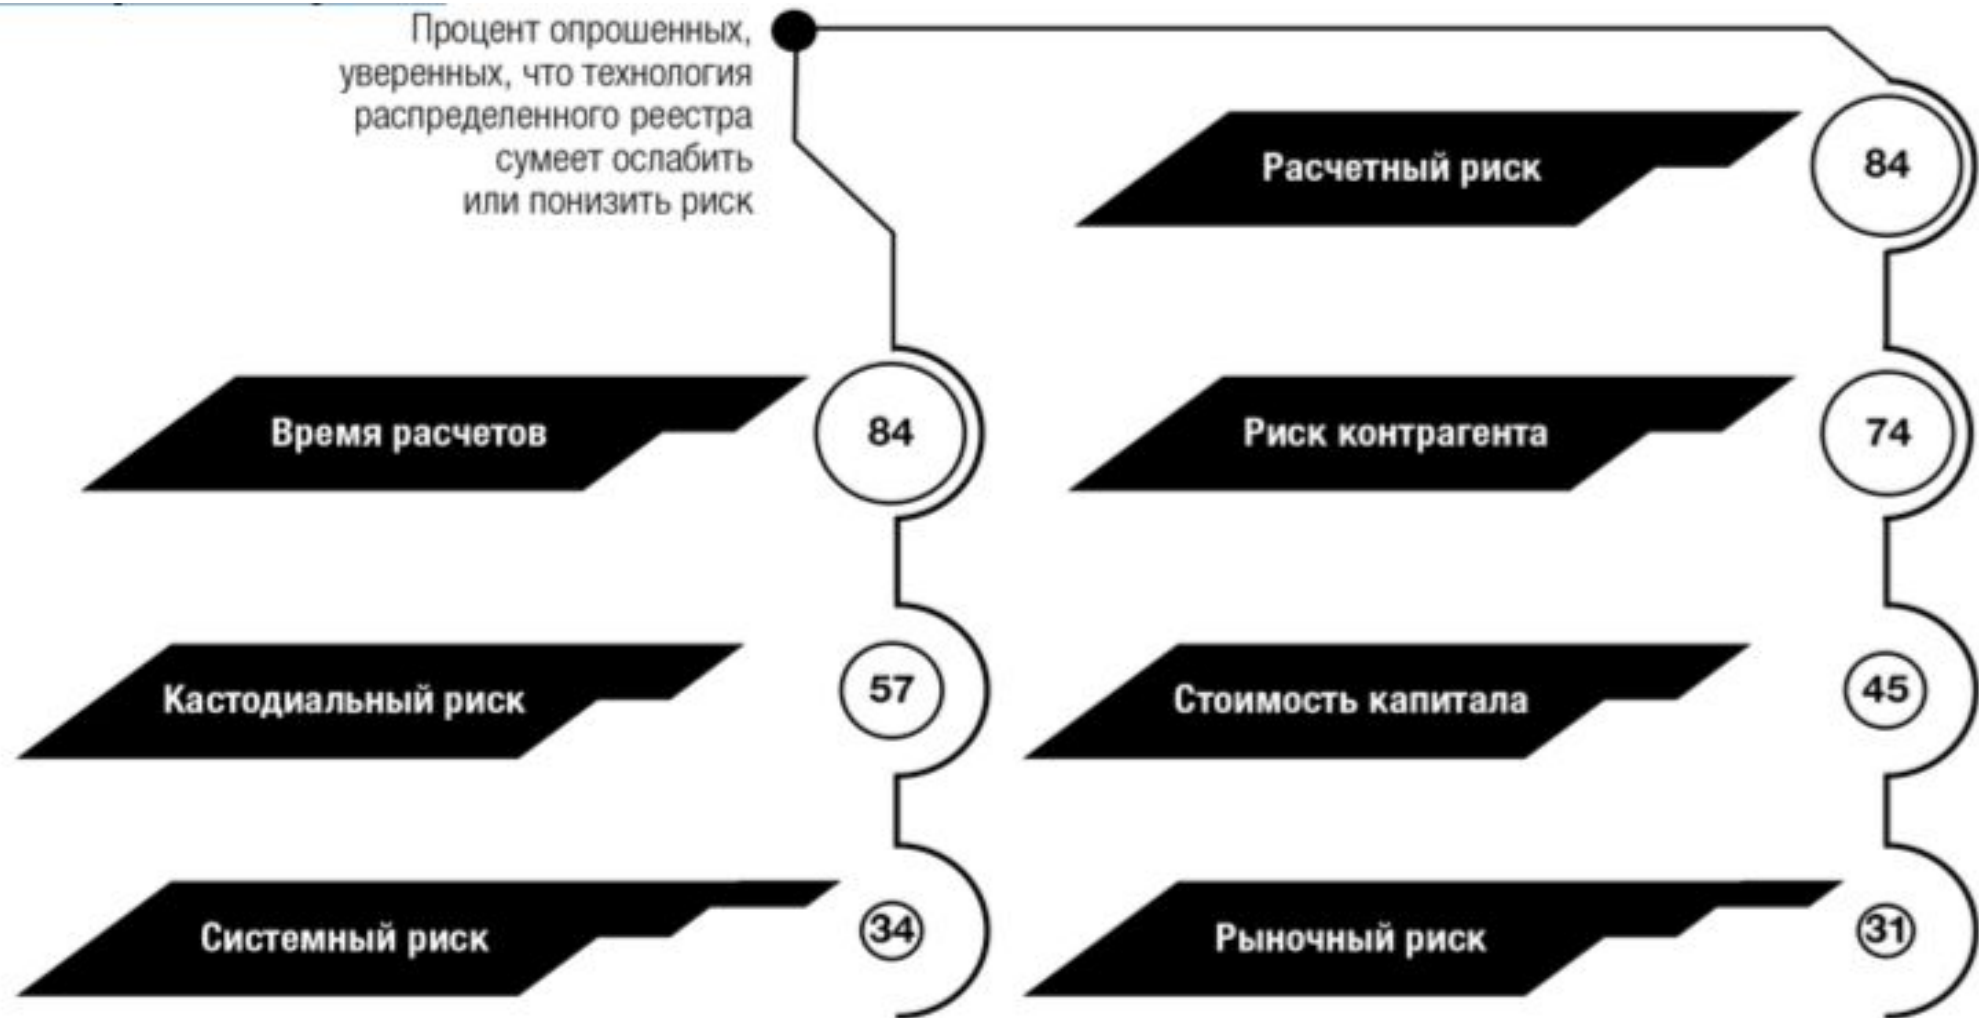 Процент опрошенных,
уверенных, что технология
распределенного реестра
сумеет ослабить
или понизить риск
Расчетный риск
84
Время расчетов
84
Риск контрагента
74
Кастодиальный риск
57
Стоимость капитала
45
Системный риск
34
Рыночный риск
31